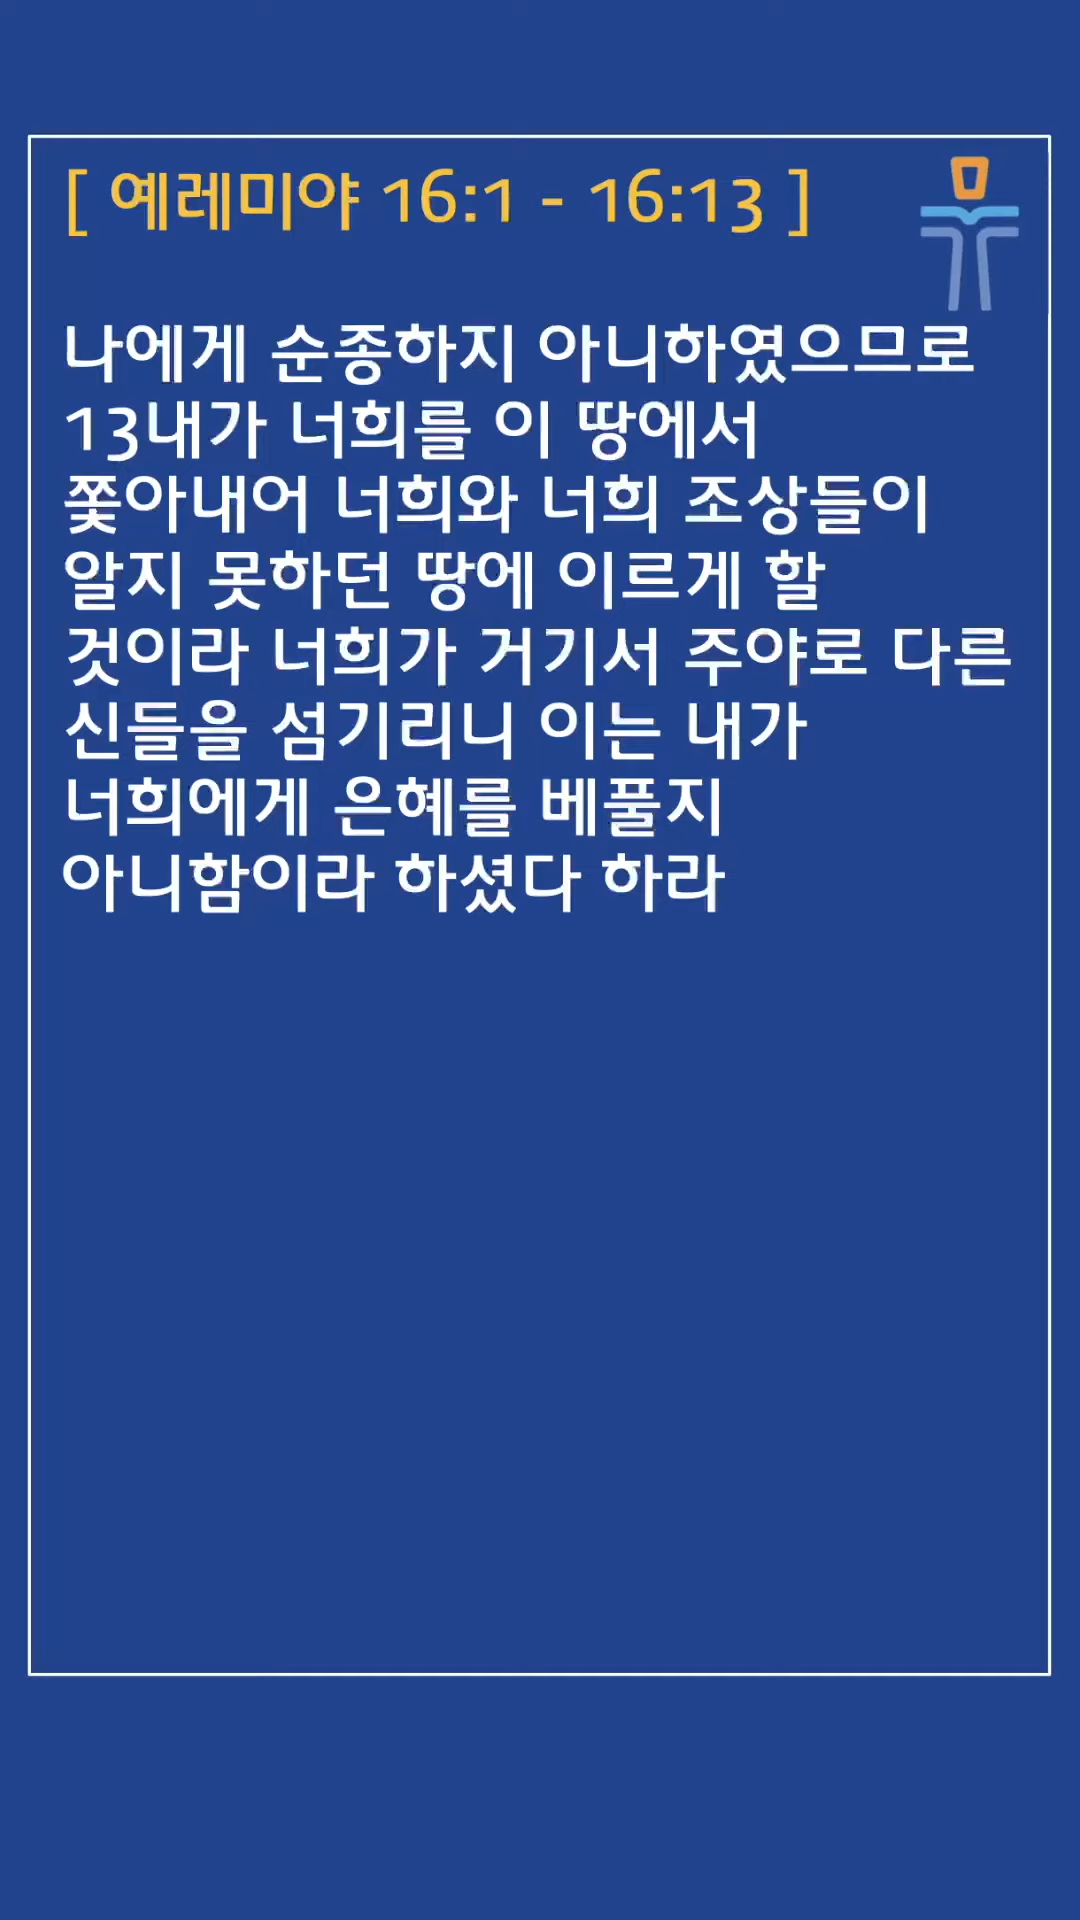 [ 예레미야 16:1 - 16:13 ]
나에게 순종하지 아니하였으므로
13내가 너희를 이 땅에서
쫓아내어 너희와 너희 조상들이
알지 못하던 땅에 이르게 할
것이라 너희가 거기서 주야로 다른
신들을 섬기리니 이는 내가
너희에게 은혜를 베풀지
아니함이라 하셨다 하라